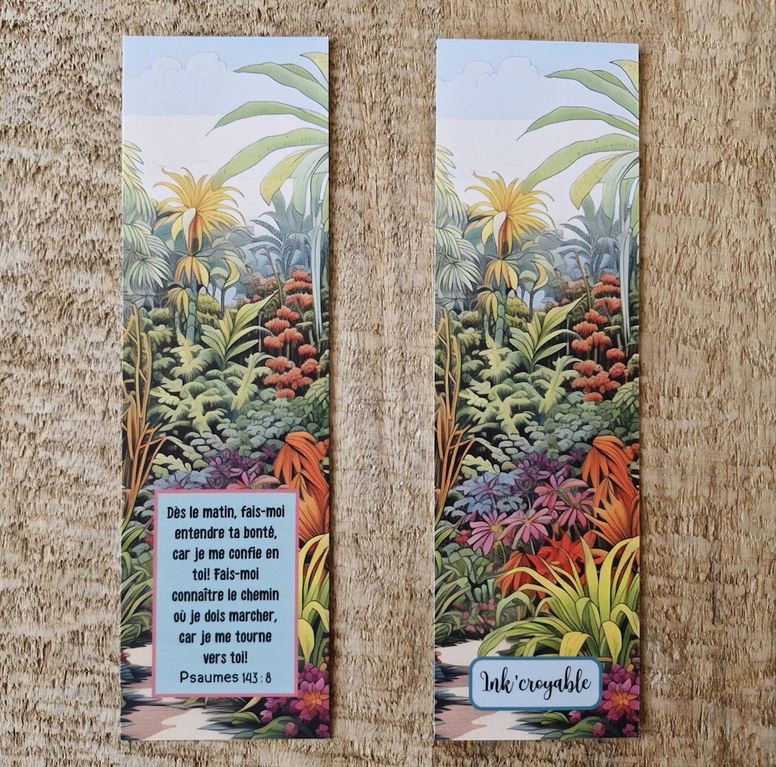 Dès le matin, fais-moi
entendre ta bonté,
car je me confie en
toi! Fais-moi
connaître le chemin
où je dois marcher,
car je me tourne
vers toi!
Psaumes 143:8
Ink'croyable